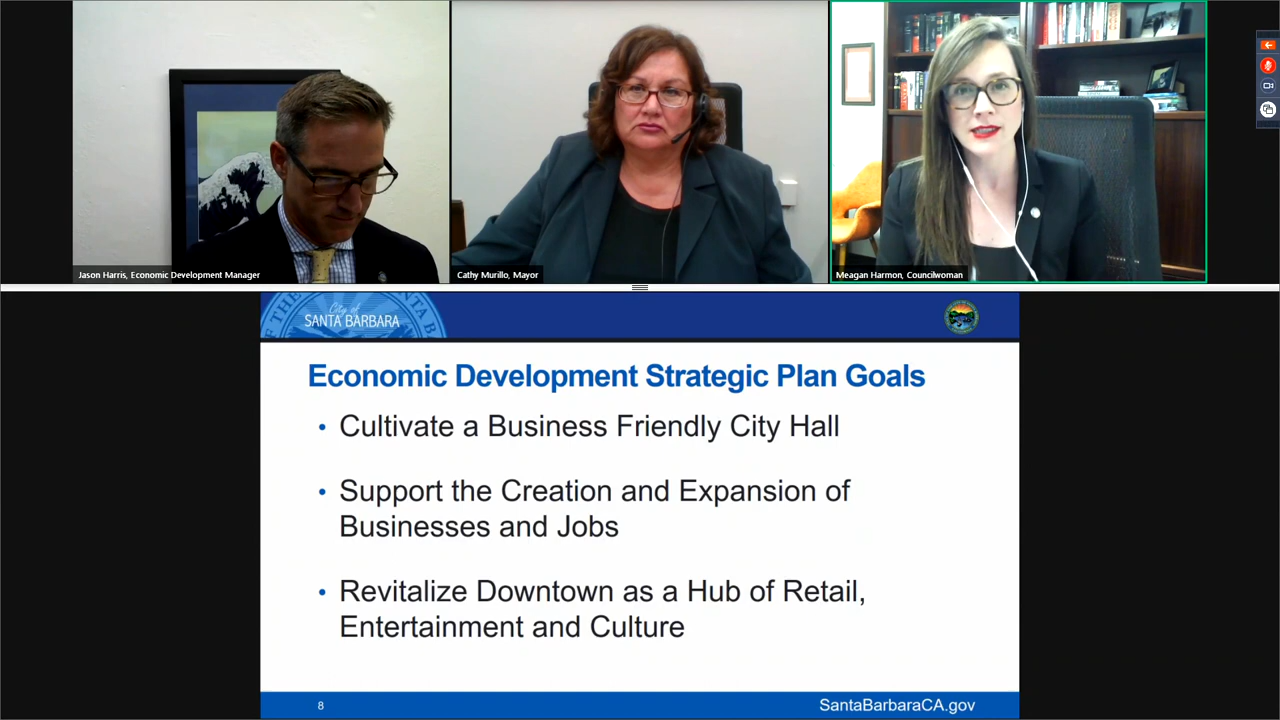 Jason Harris, Economic Development Manager
Cathy Murillo, Mayor
Meagan Harmon, Councilwoman
City of
SANTA BARBARA
Economic Development Strategic Plan Goals
• Cultivate a Business Friendly City Hall
• Support the Creation and Expansion of
Businesses and Jobs
• Revitalize Downtown as a Hub of Retail,
Entertainment and Culture
8
SantaBarbaraCA.gov